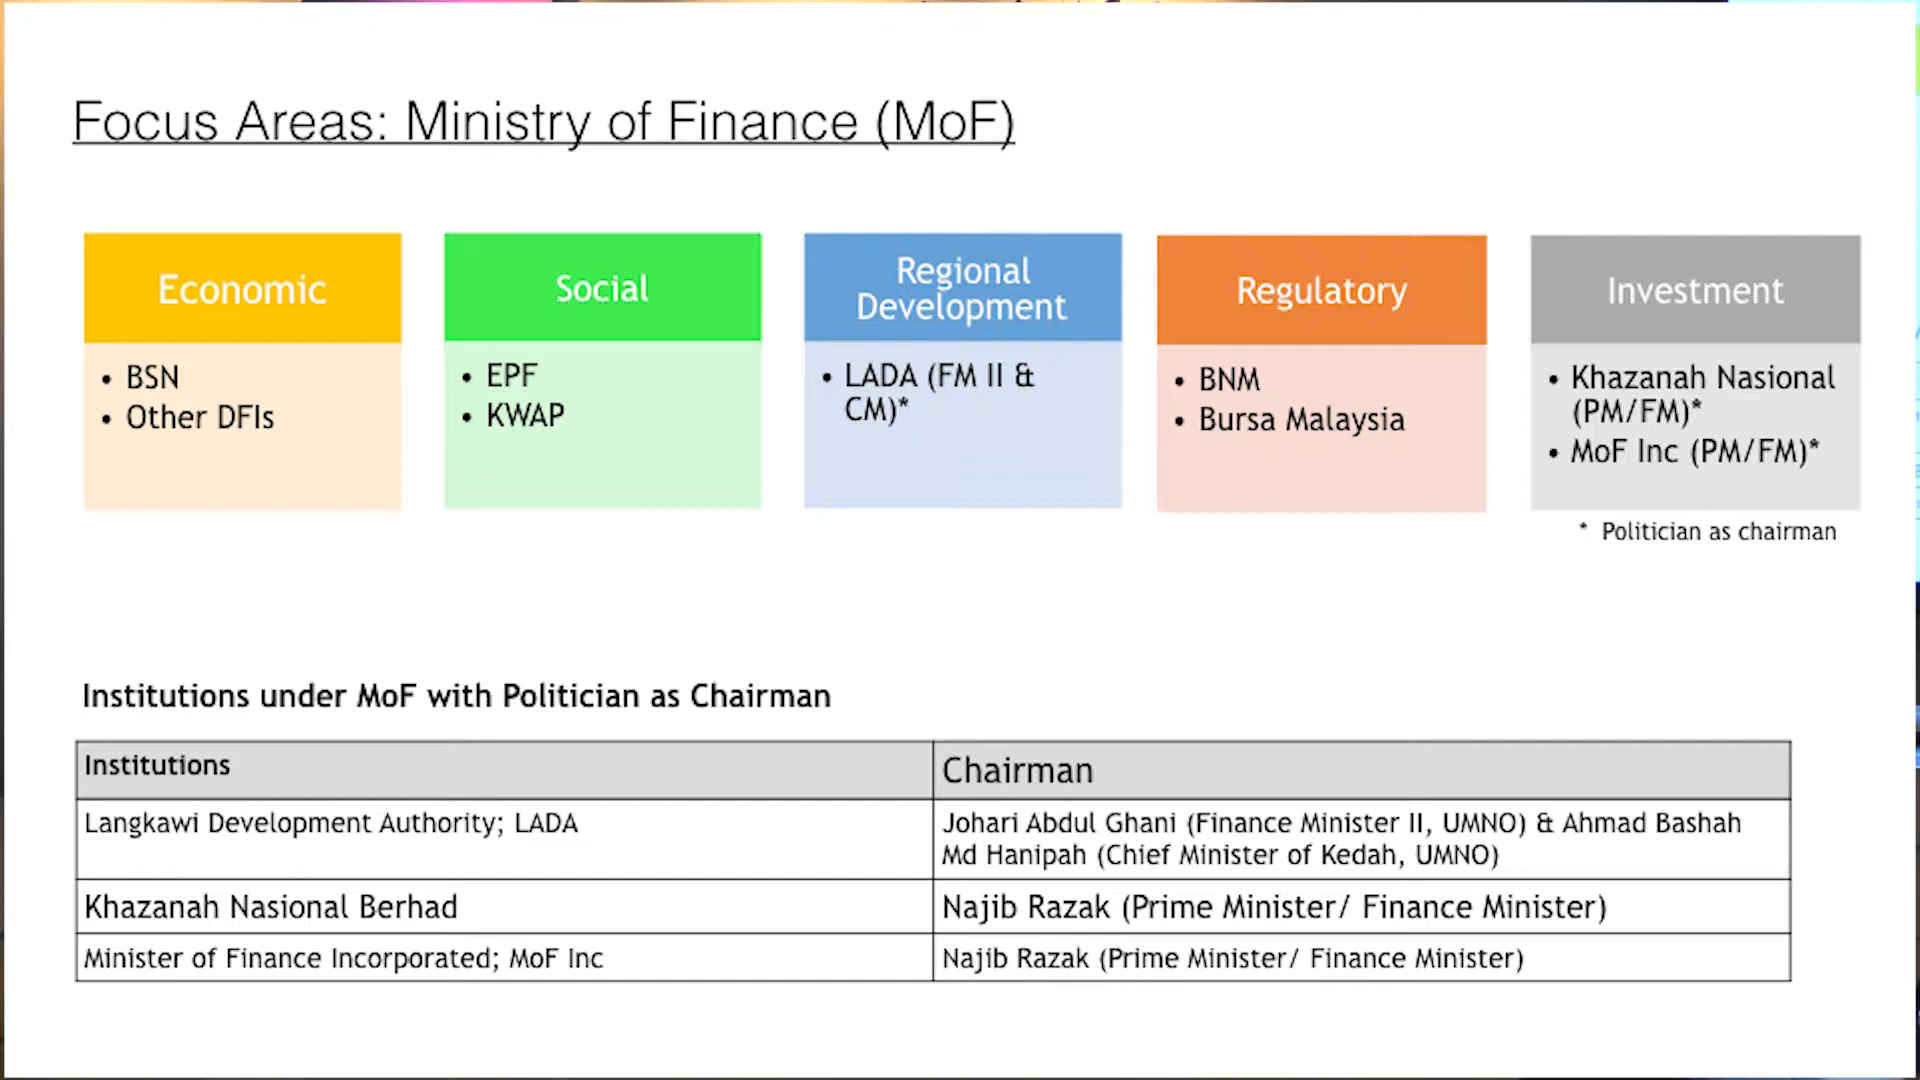 Focus Areas: Ministry of Finance (MoF)
Economic
• BSN
• Other DFIs
Social
• EPF
• KWAP
Regional
Development
• LADA (FM II &
CM)*
Regulatory
• BNM
• Bursa Malaysia
Investment
• Khazanah Nasional
(PM/FM)*
• MoF Inc (PM/FM)*
* Politician as chairman
Institutions under MoF with Politician as Chairman
Institutions
Chairman
Langkawi Development Authority; LADA
Johari Abdul Ghani (Finance Minister II, UMNO) & Ahmad Bashah
Md Hanipah (Chief Minister of Kedah, UMNO)
Khazanah Nasional Berhad
Najib Razak (Prime Minister/ Finance Minister)
Minister of Finance Incorporated; MoF Inc
Najib Razak (Prime Minister/ Finance Minister)